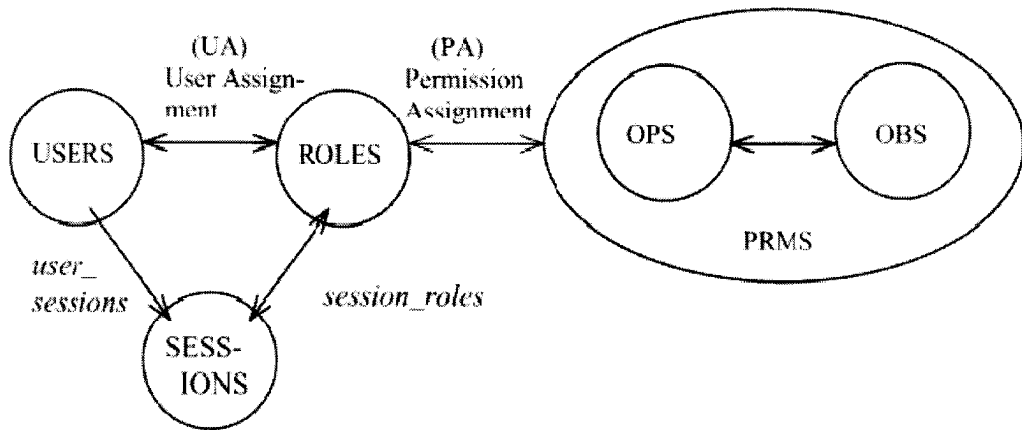 (UA)
User Assign-
ment
(PA)
Permission
Assignment
USERS
ROLES
OPS
OBS
PRMS
user_
sessions
session_roles
SESS-
IONS